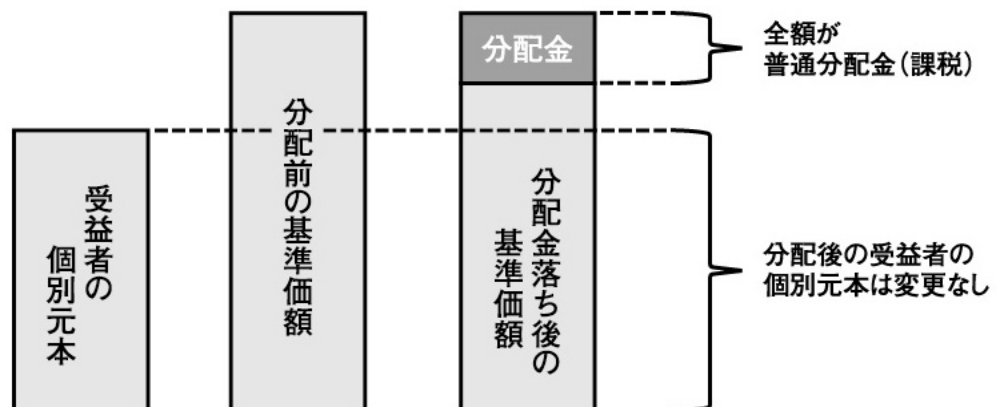 受益者の
個別元本
分配前の基準価額
分配金
分配金落ち後の
基準価額
全額が
普通分配金（課税）
分配後の受益者の
個別元本は変更なし